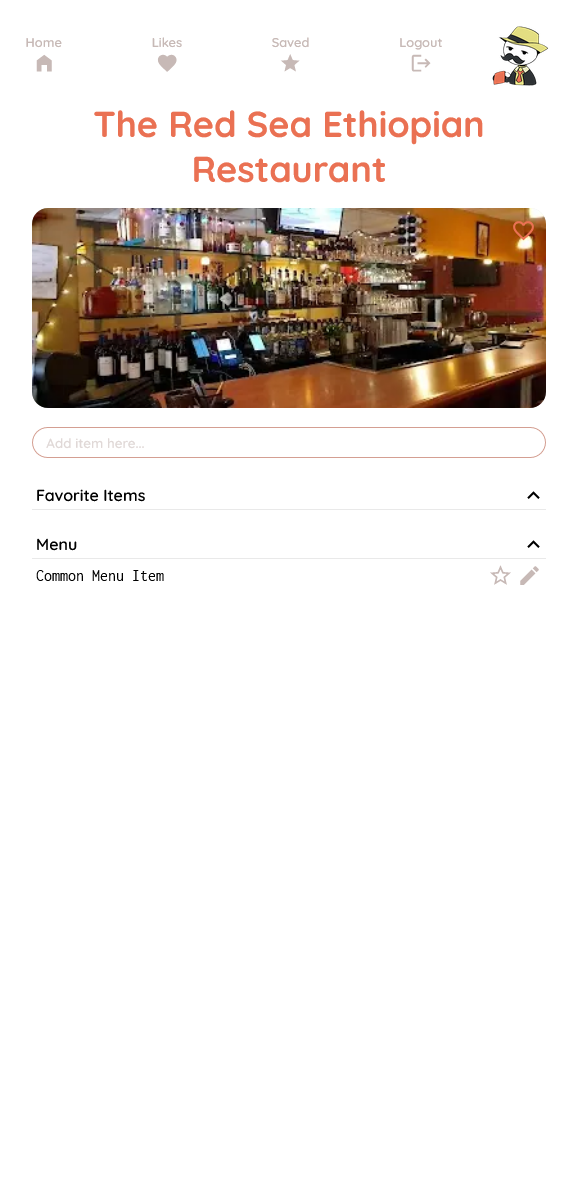 Home Likes Saved Logout
The Red Sea Ethiopian
Restaurant
Add item here...
Favorite Items
Menu
Common Menu Item